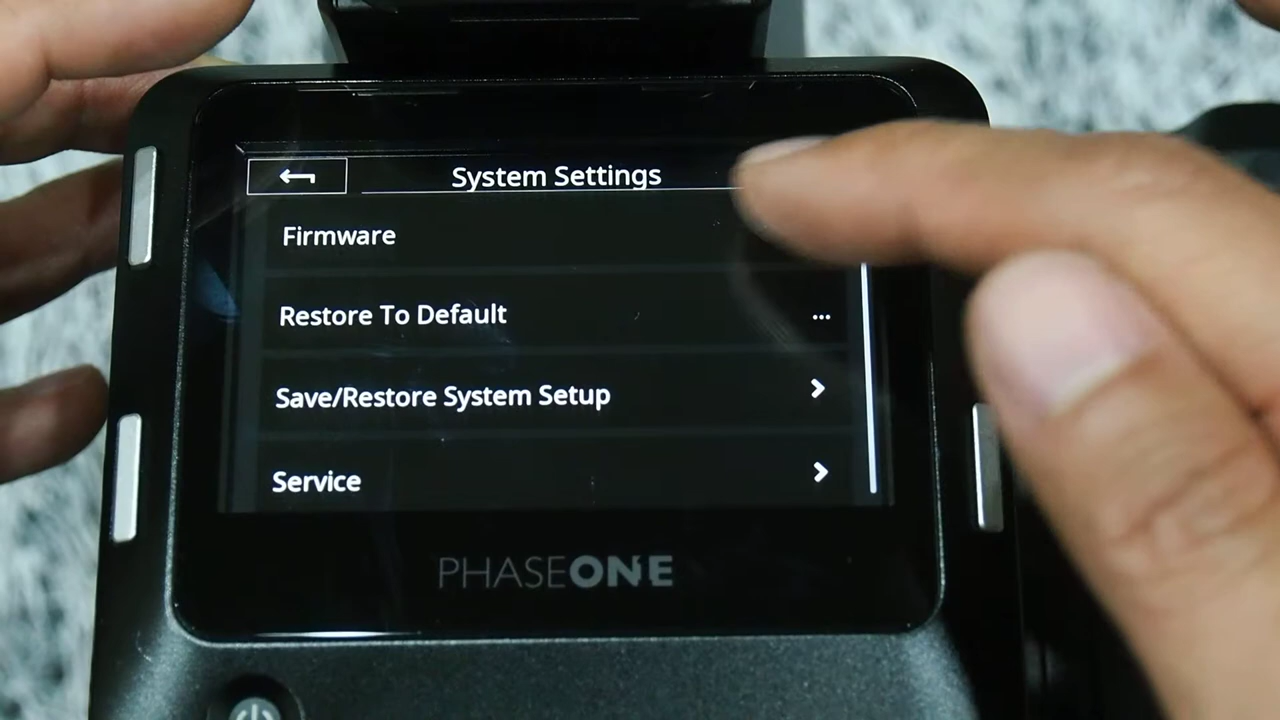 System Settings
Firmware
Restore To Default ...
Save/Restore System Setup
Service
PHASEONE